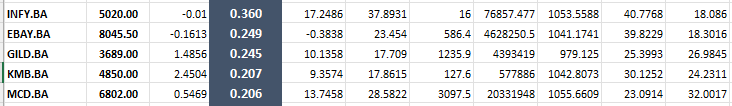 INFY.BA 5020.00 -0.01 0.360 17.2486 37.8931 16 76857.477 1053.5588 40.7768 18.086
EBAY.BA 8045.50 -0.1613 0.249 -0.3838 23.454 586.4 4628250.5 1041.1741 39.8229 18.3016
GILD.BA 3689.00 1.4856 0.245 10.1358 17.709 1235.9 4393419 979.125 25.3993 26.9845
KMB.BA 4850.00 2.4504 0.207 9.3574 17.8615 127.6 577886 1042.8073 30.1252 24.2311
MCD.BA 6802.00 0.5469 0.206 13.7458 28.5822 3097.5 20331948 1055.6609 23.0914 32.0017